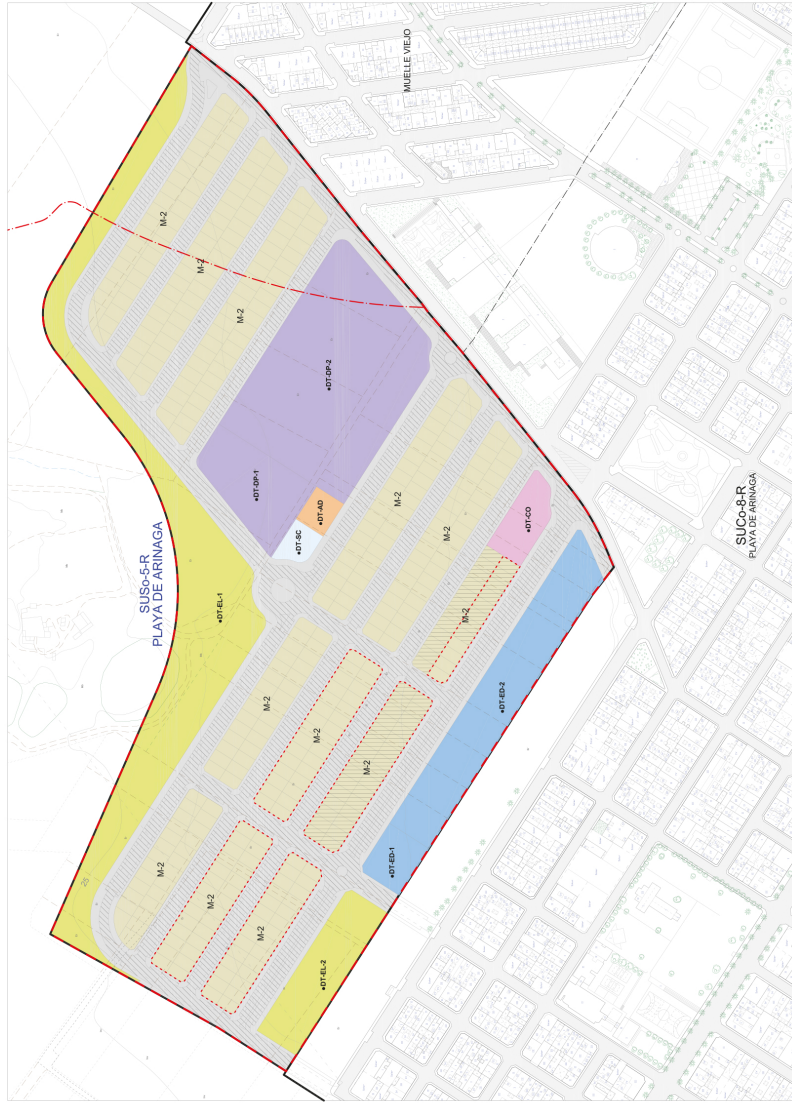 MUELLE VIEJO
M-2
M-2
M-2
●DT-DP-2
●DT-DP-1
●DT-AD
●DT-SC
SUSo-5-R
PLAYA DE ARINAGA
●DT-EL-1
M-2
M-2
●DT-CO
M-2
SUCo-8-R
PLAYA DE ARINAGA
M-2
M-2
M-2
●DT-ED-2
●DT-ED-1
M-2
M-2
M-2
25
●DT-EL-2